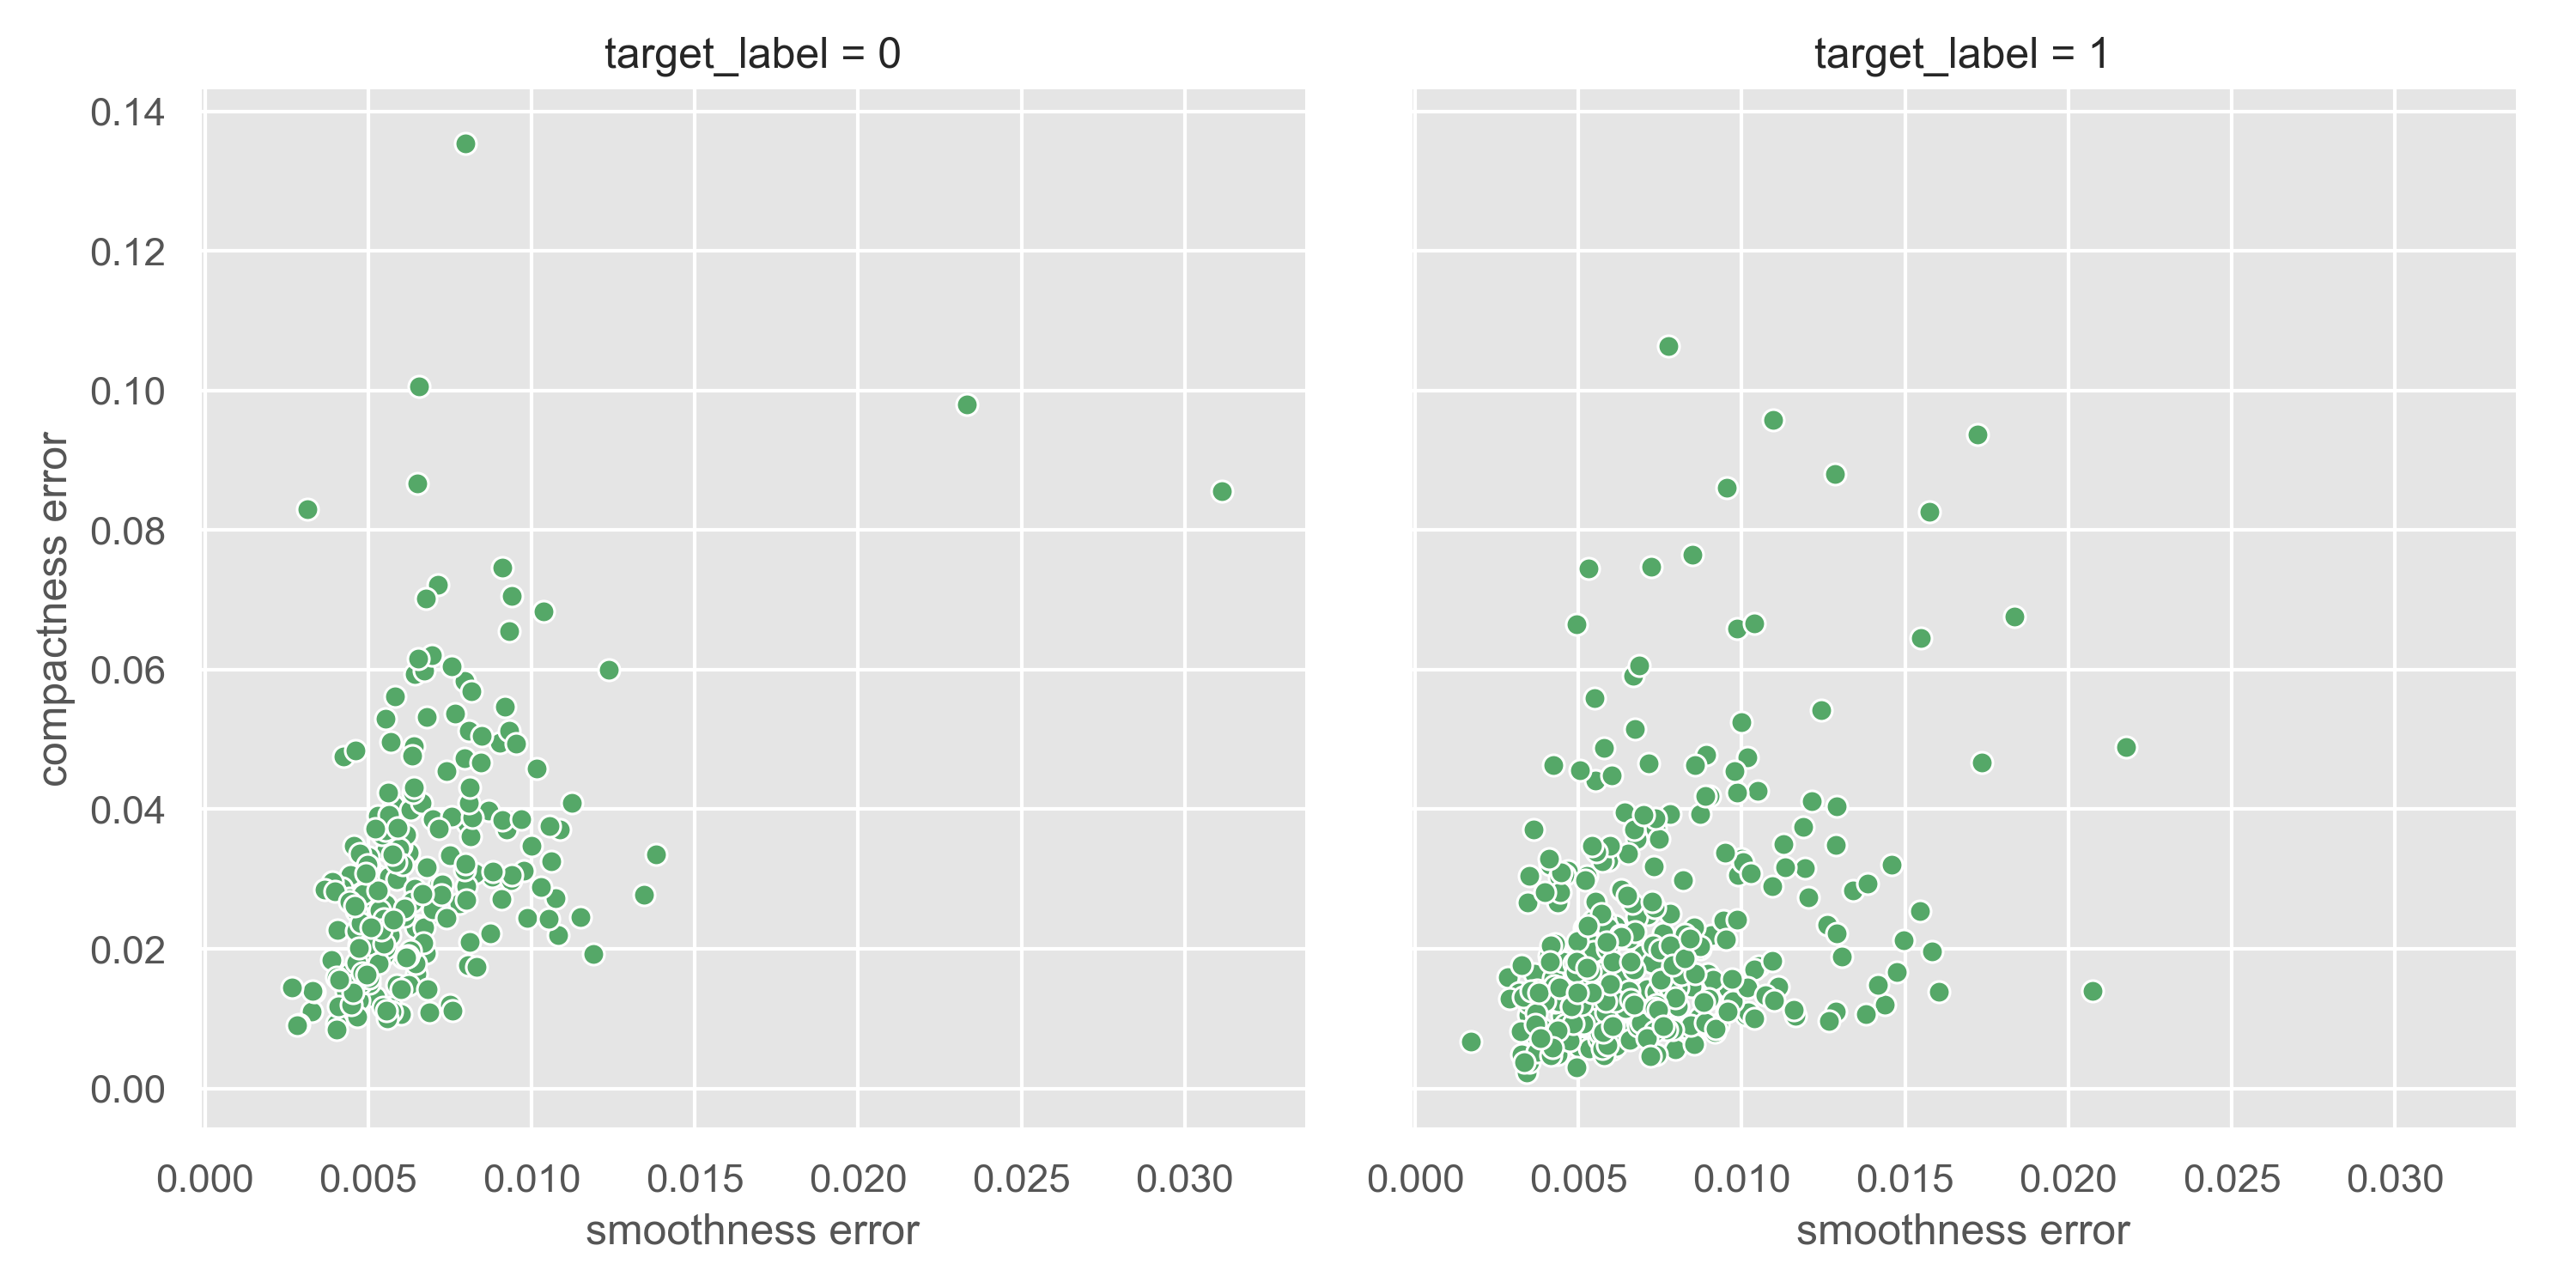 target_label = 0
target_label = 1
0.14
0.12
0.10
0.08
0.06
0.04
0.02
0.00
compactness error
0.000 0.005 0.010 0.015 0.020 0.025 0.030
0.000 0.005 0.010 0.015 0.020 0.025 0.030
smoothness error
smoothness error